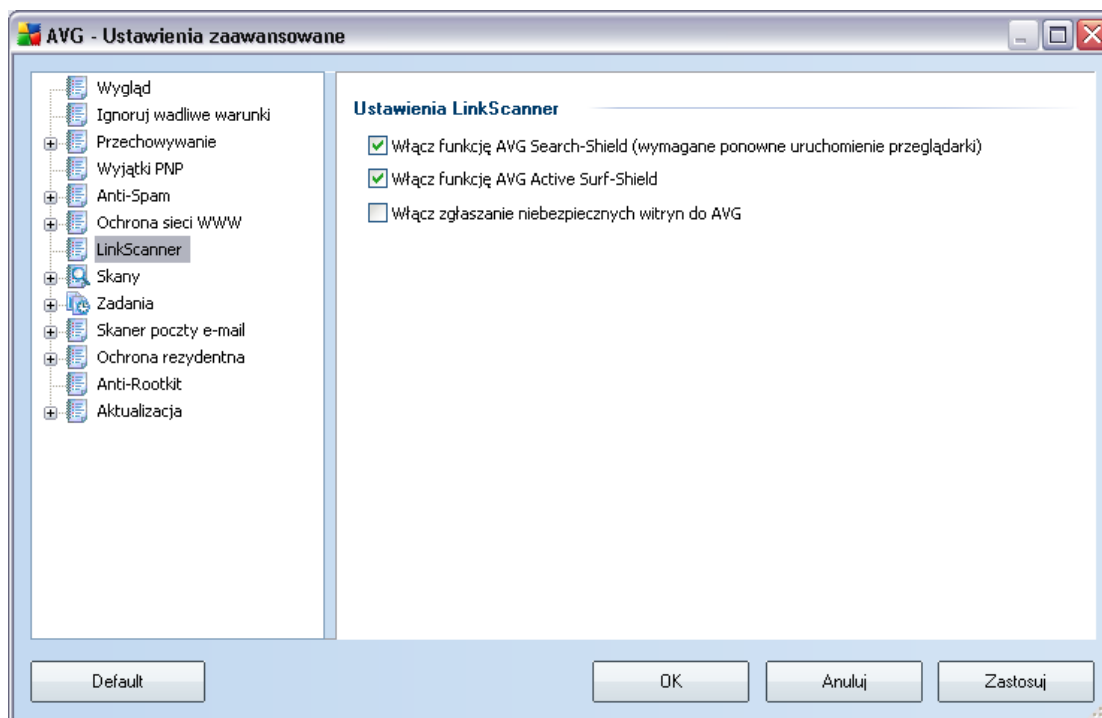 AVG - Ustawienia zaawansowane
Wygląd
Ignoruj wadliwe warunki
Przechowywanie
Wyjątki PNP
Anti-Spam
Ochrona sieci WWW
LinkScanner
Skany
Zadania
Skaner poczty e-mail
Ochrona rezydentna
Anti-Rootkit
Aktualizacja
Ustawienia LinkScanner
Włącz funkcję AVG Search-Shield (wymagane ponowne uruchomienie przeglądarki)
Włącz funkcję AVG Active Surf-Shield
Włącz zgłaszanie niebezpiecznych witryn do AVG
Default
OK
Anuluj
Zastosuj